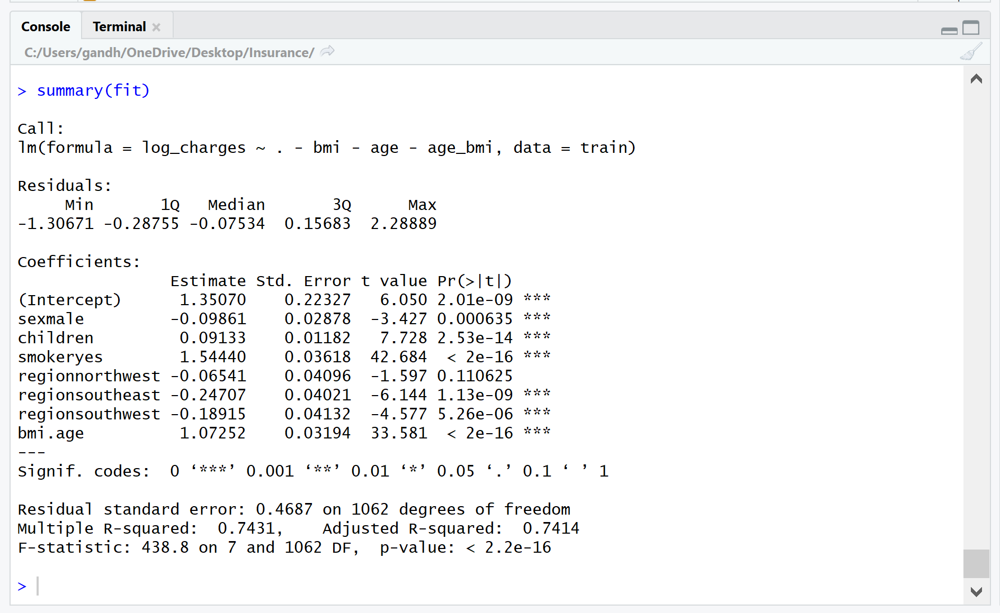 Console Terminal
C:/Users/gandh/OneDrive/Desktop/Insurance/
> summary(fit)
Call:
lm(formula = log_charges ~ . - bmi - age - age_bmi, data = train)
Residuals:
Min 1Q Median 3Q Max
-1.30671 -0.28755 -0.07534 0.15683 2.28889
Coefficients:
Estimate Std. Error t value Pr(>|t|)
(Intercept) 1.35070 0.22327 6.050 2.01e-09 ***
sexmale -0.09861 0.02878 -3.427 0.000635 ***
children 0.09133 0.01182 7.728 2.53e-14 ***
smokeryes 1.54440 0.03618 42.684 < 2e-16 ***
regionnorthwest -0.06541 0.04096 -1.597 0.110625
regionsoutheast -0.24707 0.04021 -6.144 1.13e-09 ***
regionsouthwest -0.18915 0.04132 -4.577 5.26e-06 ***
bmi.age 1.07252 0.03194 33.581 < 2e-16 ***
---
Signif. codes: 0 ‘***’ 0.001 ‘**’ 0.01 ‘*’ 0.05 ‘.’ 0.1 ‘ ’ 1
Residual standard error: 0.4687 on 1062 degrees of freedom
Multiple R-squared: 0.7431, Adjusted R-squared: 0.7414
F-statistic: 438.8 on 7 and 1062 DF, p-value: < 2.2e-16
>